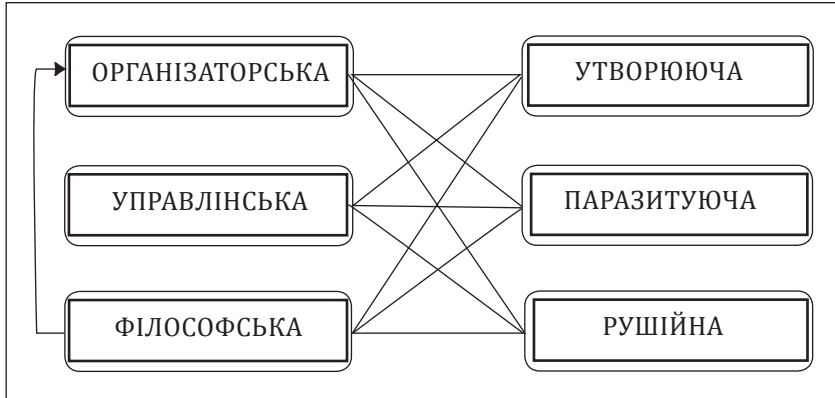 ОРГАНІЗАТОРСЬКА
УТВОРЮЮЧА
УПРАВЛІНСЬКА
ПАРАЗИТУЮЧА
ФІЛОСОФСЬКА
РУШІЙНА